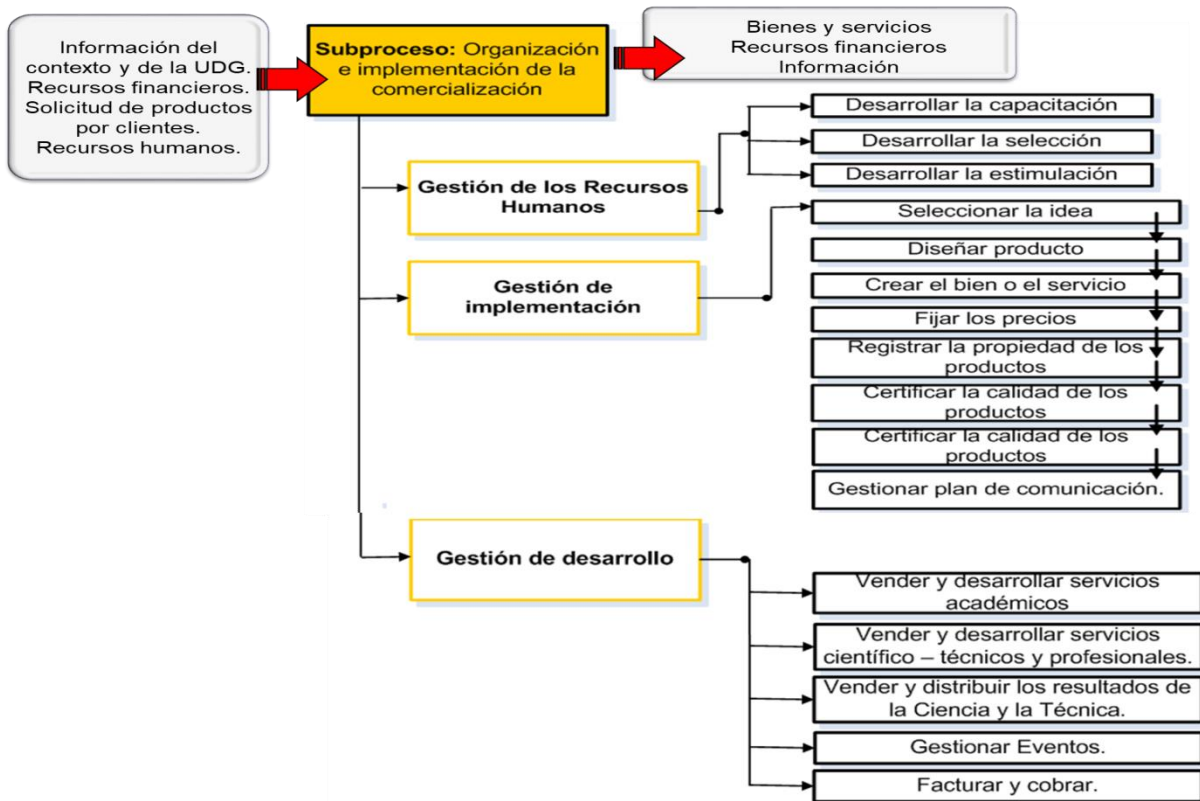 Información del
contexto y de la UDG.
Recursos financieros.
Solicitud de productos
por clientes.
Recursos humanos.
Subproceso: Organización
e implementación de la
comercialización
Bienes y servicios
Recursos financieros
Información
Gestión de los Recursos
Humanos
Desarrollar la capacitación
Desarrollar la selección
Desarrollar la estimulación
Gestión de
implementación
Seleccionar la idea
Diseñar producto
Crear el bien o el servicio
Fijar los precios
Registrar la propiedad de los
productos
Certificar la calidad de los
productos
Certificar la calidad de los
productos
Gestionar plan de comunicación.
Gestión de desarrollo
Vender y desarrollar servicios
académicos
Vender y desarrollar servicios
científico – técnicos y profesionales.
Vender y distribuir los resultados de
la Ciencia y la Técnica.
Gestionar Eventos.
Facturar y cobrar.